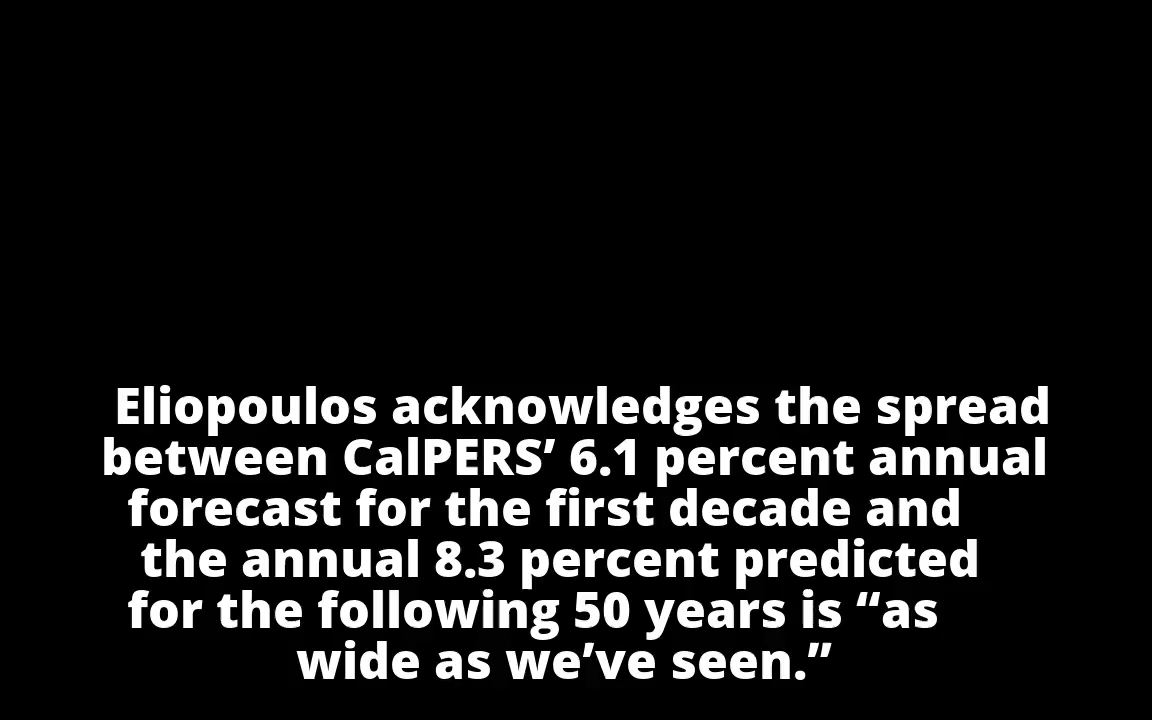 Eliopoulos acknowledges the spread
between CalPERS’ 6.1 percent annual
forecast for the first decade and
the annual 8.3 percent predicted
for the following 50 years is “as
wide as we’ve seen.”